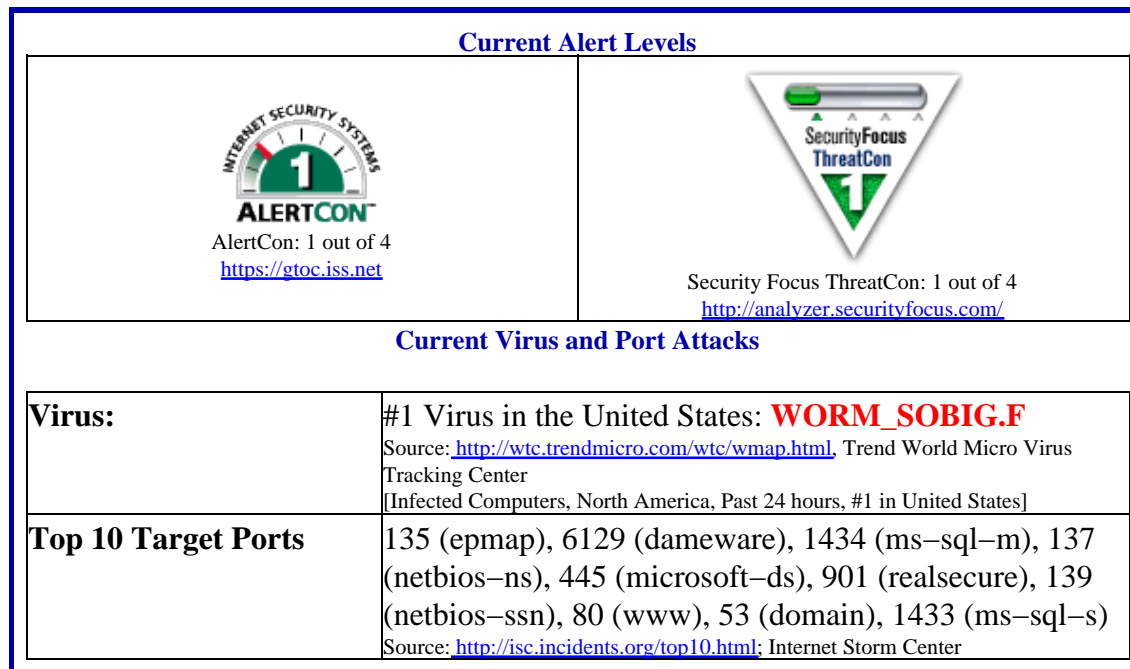 Current Alert Levels
INTERNET SECURITY SYSTEMS
1
ALERTCON™
AlertCon: 1 out of 4
https://gtoc.iss.net
SecurityFocus
ThreatCon
1
Security Focus ThreatCon: 1 out of 4
http://analyzer.securityfocus.com/
Current Virus and Port Attacks
Virus:
#1 Virus in the United States: WORM_SOBIG.F
Source: http://wtc.trendmicro.com/wtc/wmap.html, Trend World Micro Virus
Tracking Center
[Infected Computers, North America, Past 24 hours, #1 in United States]
Top 10 Target Ports
135 (epmap), 6129 (dameware), 1434 (ms−sql−m), 137
(netbios−ns), 445 (microsoft−ds), 901 (realsecure), 139
(netbios−ssn), 80 (www), 53 (domain), 1433 (ms−sql−s)
Source: http://isc.incidents.org/top10.html; Internet Storm Center